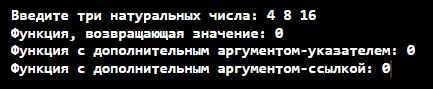 Введите три натуральных числа: 4 8 16
Функция, возвращающая значение: 0
Функция с дополнительным аргументом-указателем: 0
Функция с дополнительным аргументом-ссылкой: 0